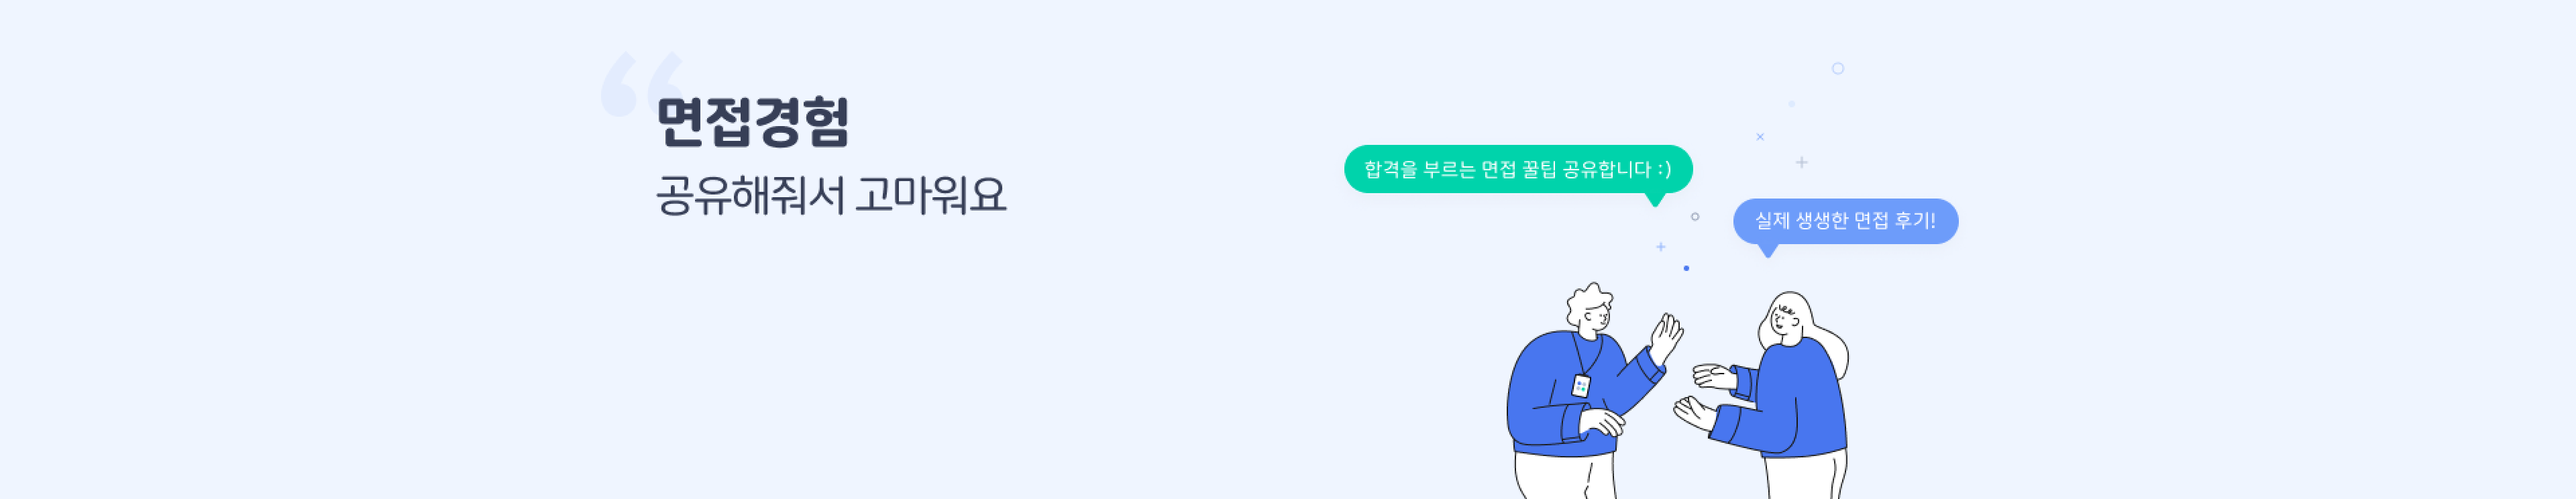 면접경험
공유해줘서 고마워요
합격을 부르는 면접 꿀팁 공유합니다 :)
실제 생생한 면접 후기!